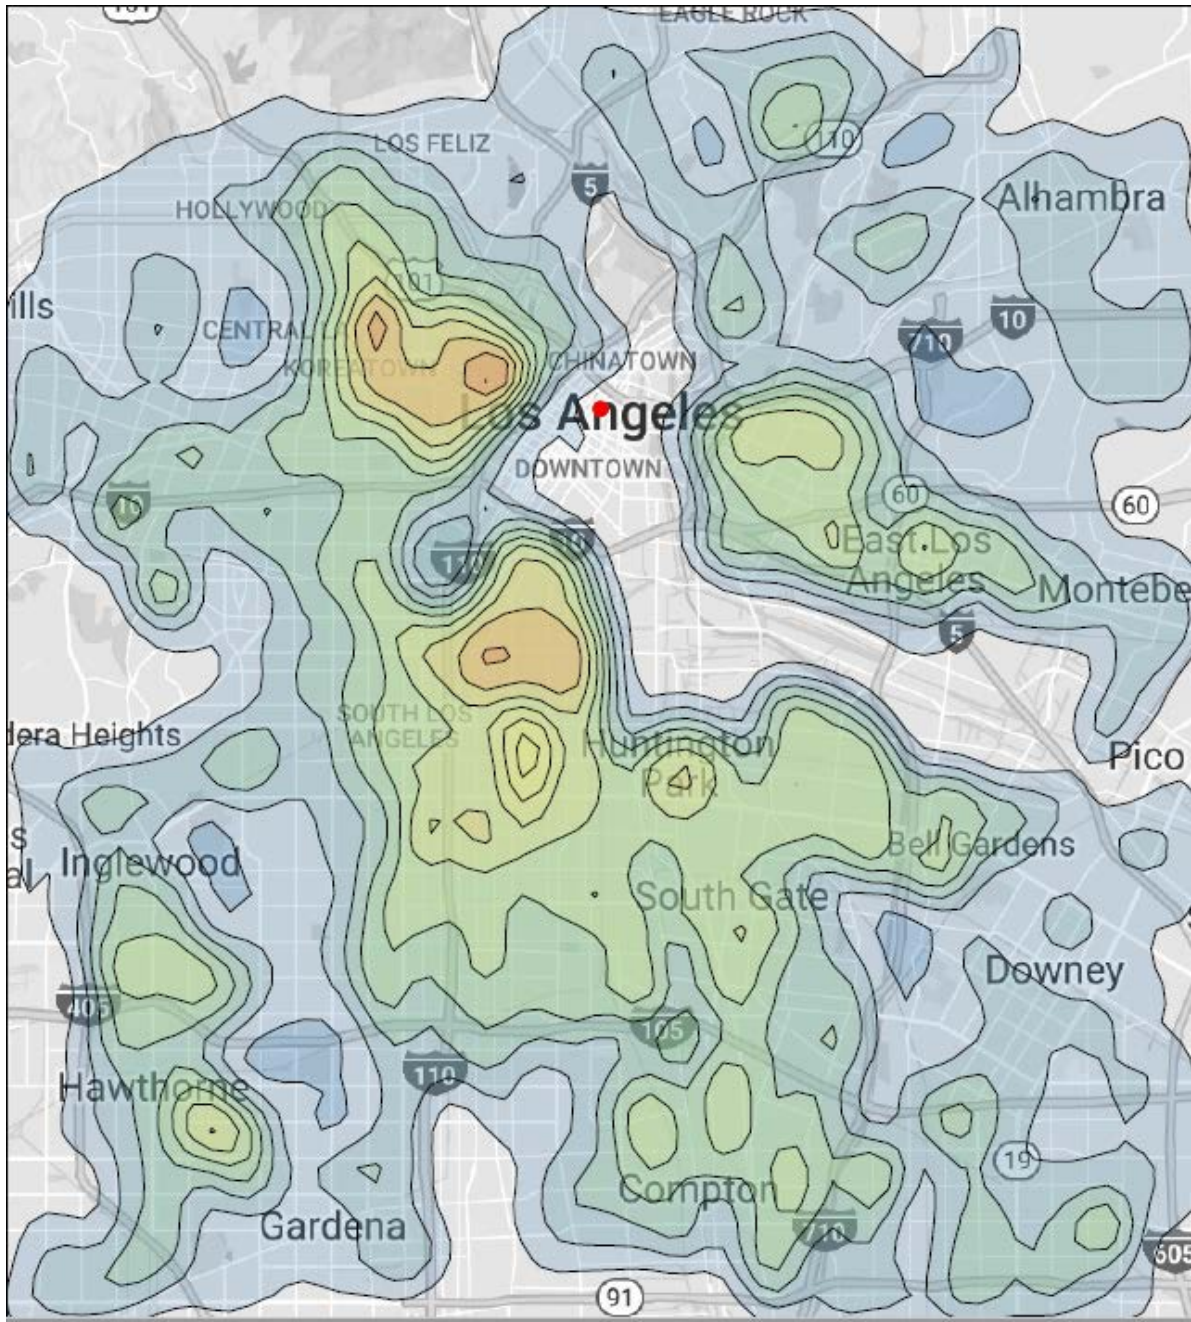 101
EAGLE ROCK
LOS FELIZ
110
5
Alhambra
HOLLYWOOD
101
ills
10
CENTRAL L
710
KOREATOWN
CHINATOWN
Los Angeles
DOWNTOWN
60
10
60
110
10
East Los
Angeles
Montebe
5
SOUTH LOS
ANGELES
dera Heights
Huntington
Park
Pico
s
al
Inglewood
Bell Gardens
South Gate
Downey
405
105
Hawthorne
110
19
Compton
Gardena
710
605
91